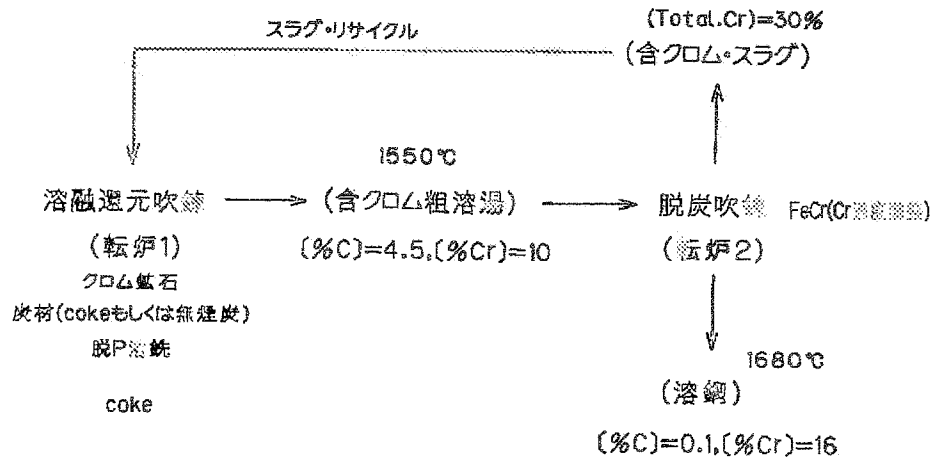 (Total.Cr)=30%
スラグ・リサイクル
(含クロム・スラグ)
1550℃
溶融還元吹錬
(含クロム粗溶湯)
脱炭吹錬
(転炉1)
[%C]=4.5,[%Cr]=10
(転炉2)
クロム鉱石
炭材(cokeもしくは無煙炭)
脱P溶銑
1680℃
coke
(溶鋼)
[%C]=0.1,[%Cr]=16